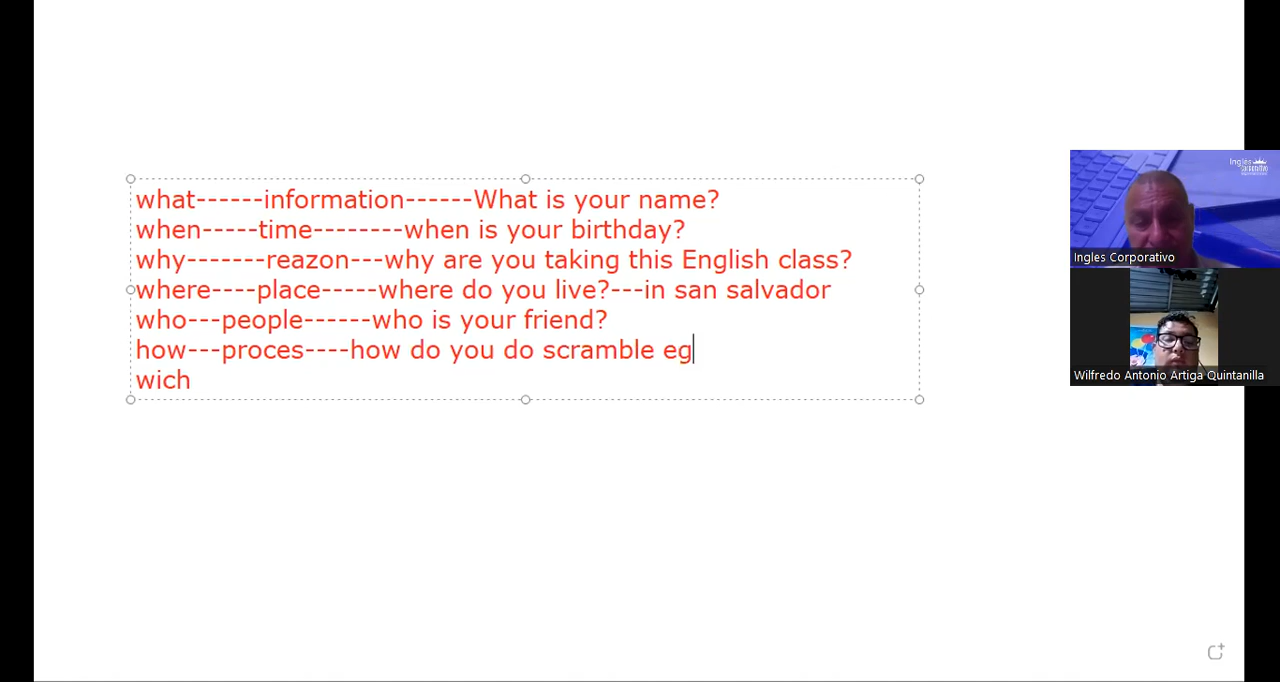 what------information------What is your name?
when-----time--------when is your birthday?
why-------reazon---why are you taking this English class?
where----place-----where do you live?---in san salvador
who---people------who is your friend?
how---proces----how do you do scramble eg
wich
Ingles
Ingles Corporativo
Wilfredo Antonio Artiga Quintanilla